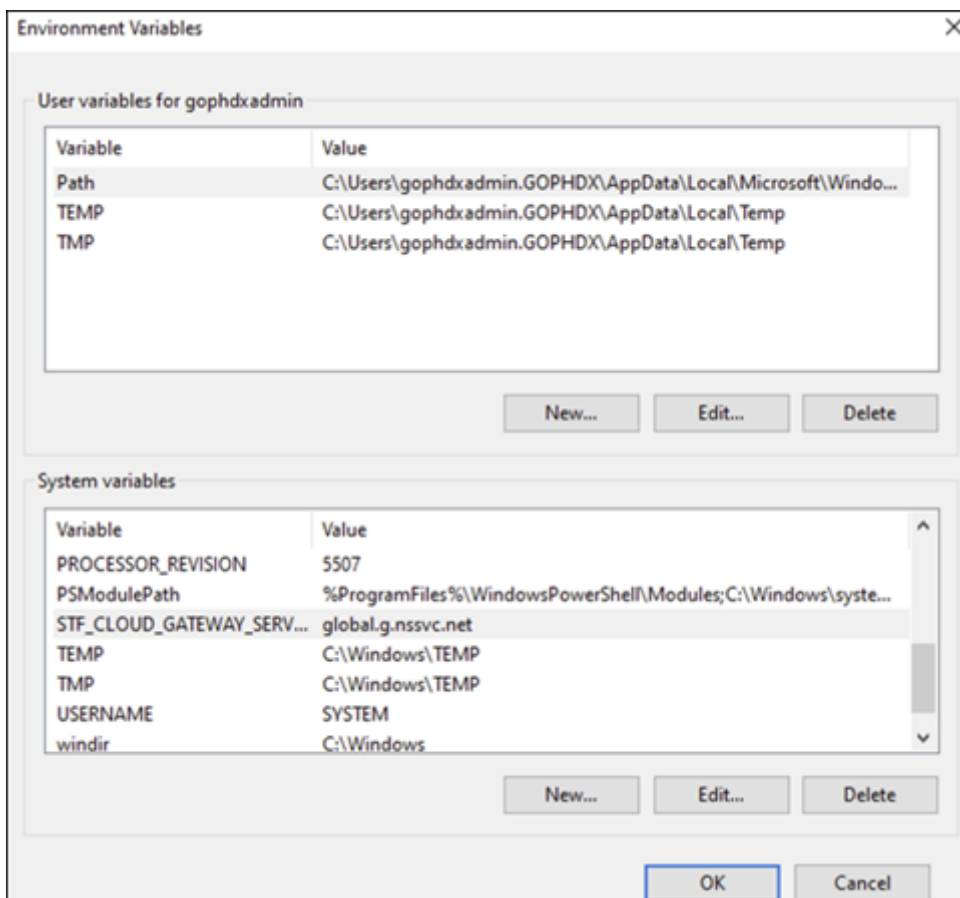 Environment Variables
User variables for gophdxadmin
Variable Value
Path C:\Users\gophdxadmin.GOPHDX\AppData\Local\Microsoft\Windo...
TEMP C:\Users\gophdxadmin.GOPHDX\AppData\Local\Temp
TMP C:\Users\gophdxadmin.GOPHDX\AppData\Local\Temp
New... Edit... Delete
System variables
Variable Value
PROCESSOR_REVISION 5507
PSModulePath %ProgramFiles%\WindowsPowerShell\Modules;C:\Windows\syste...
STF_CLOUD_GATEWAY_SERV... global.g.nssvc.net
TEMP C:\Windows\TEMP
TMP C:\Windows\TEMP
USERNAME SYSTEM
windir C:\Windows
New... Edit... Delete
OK Cancel